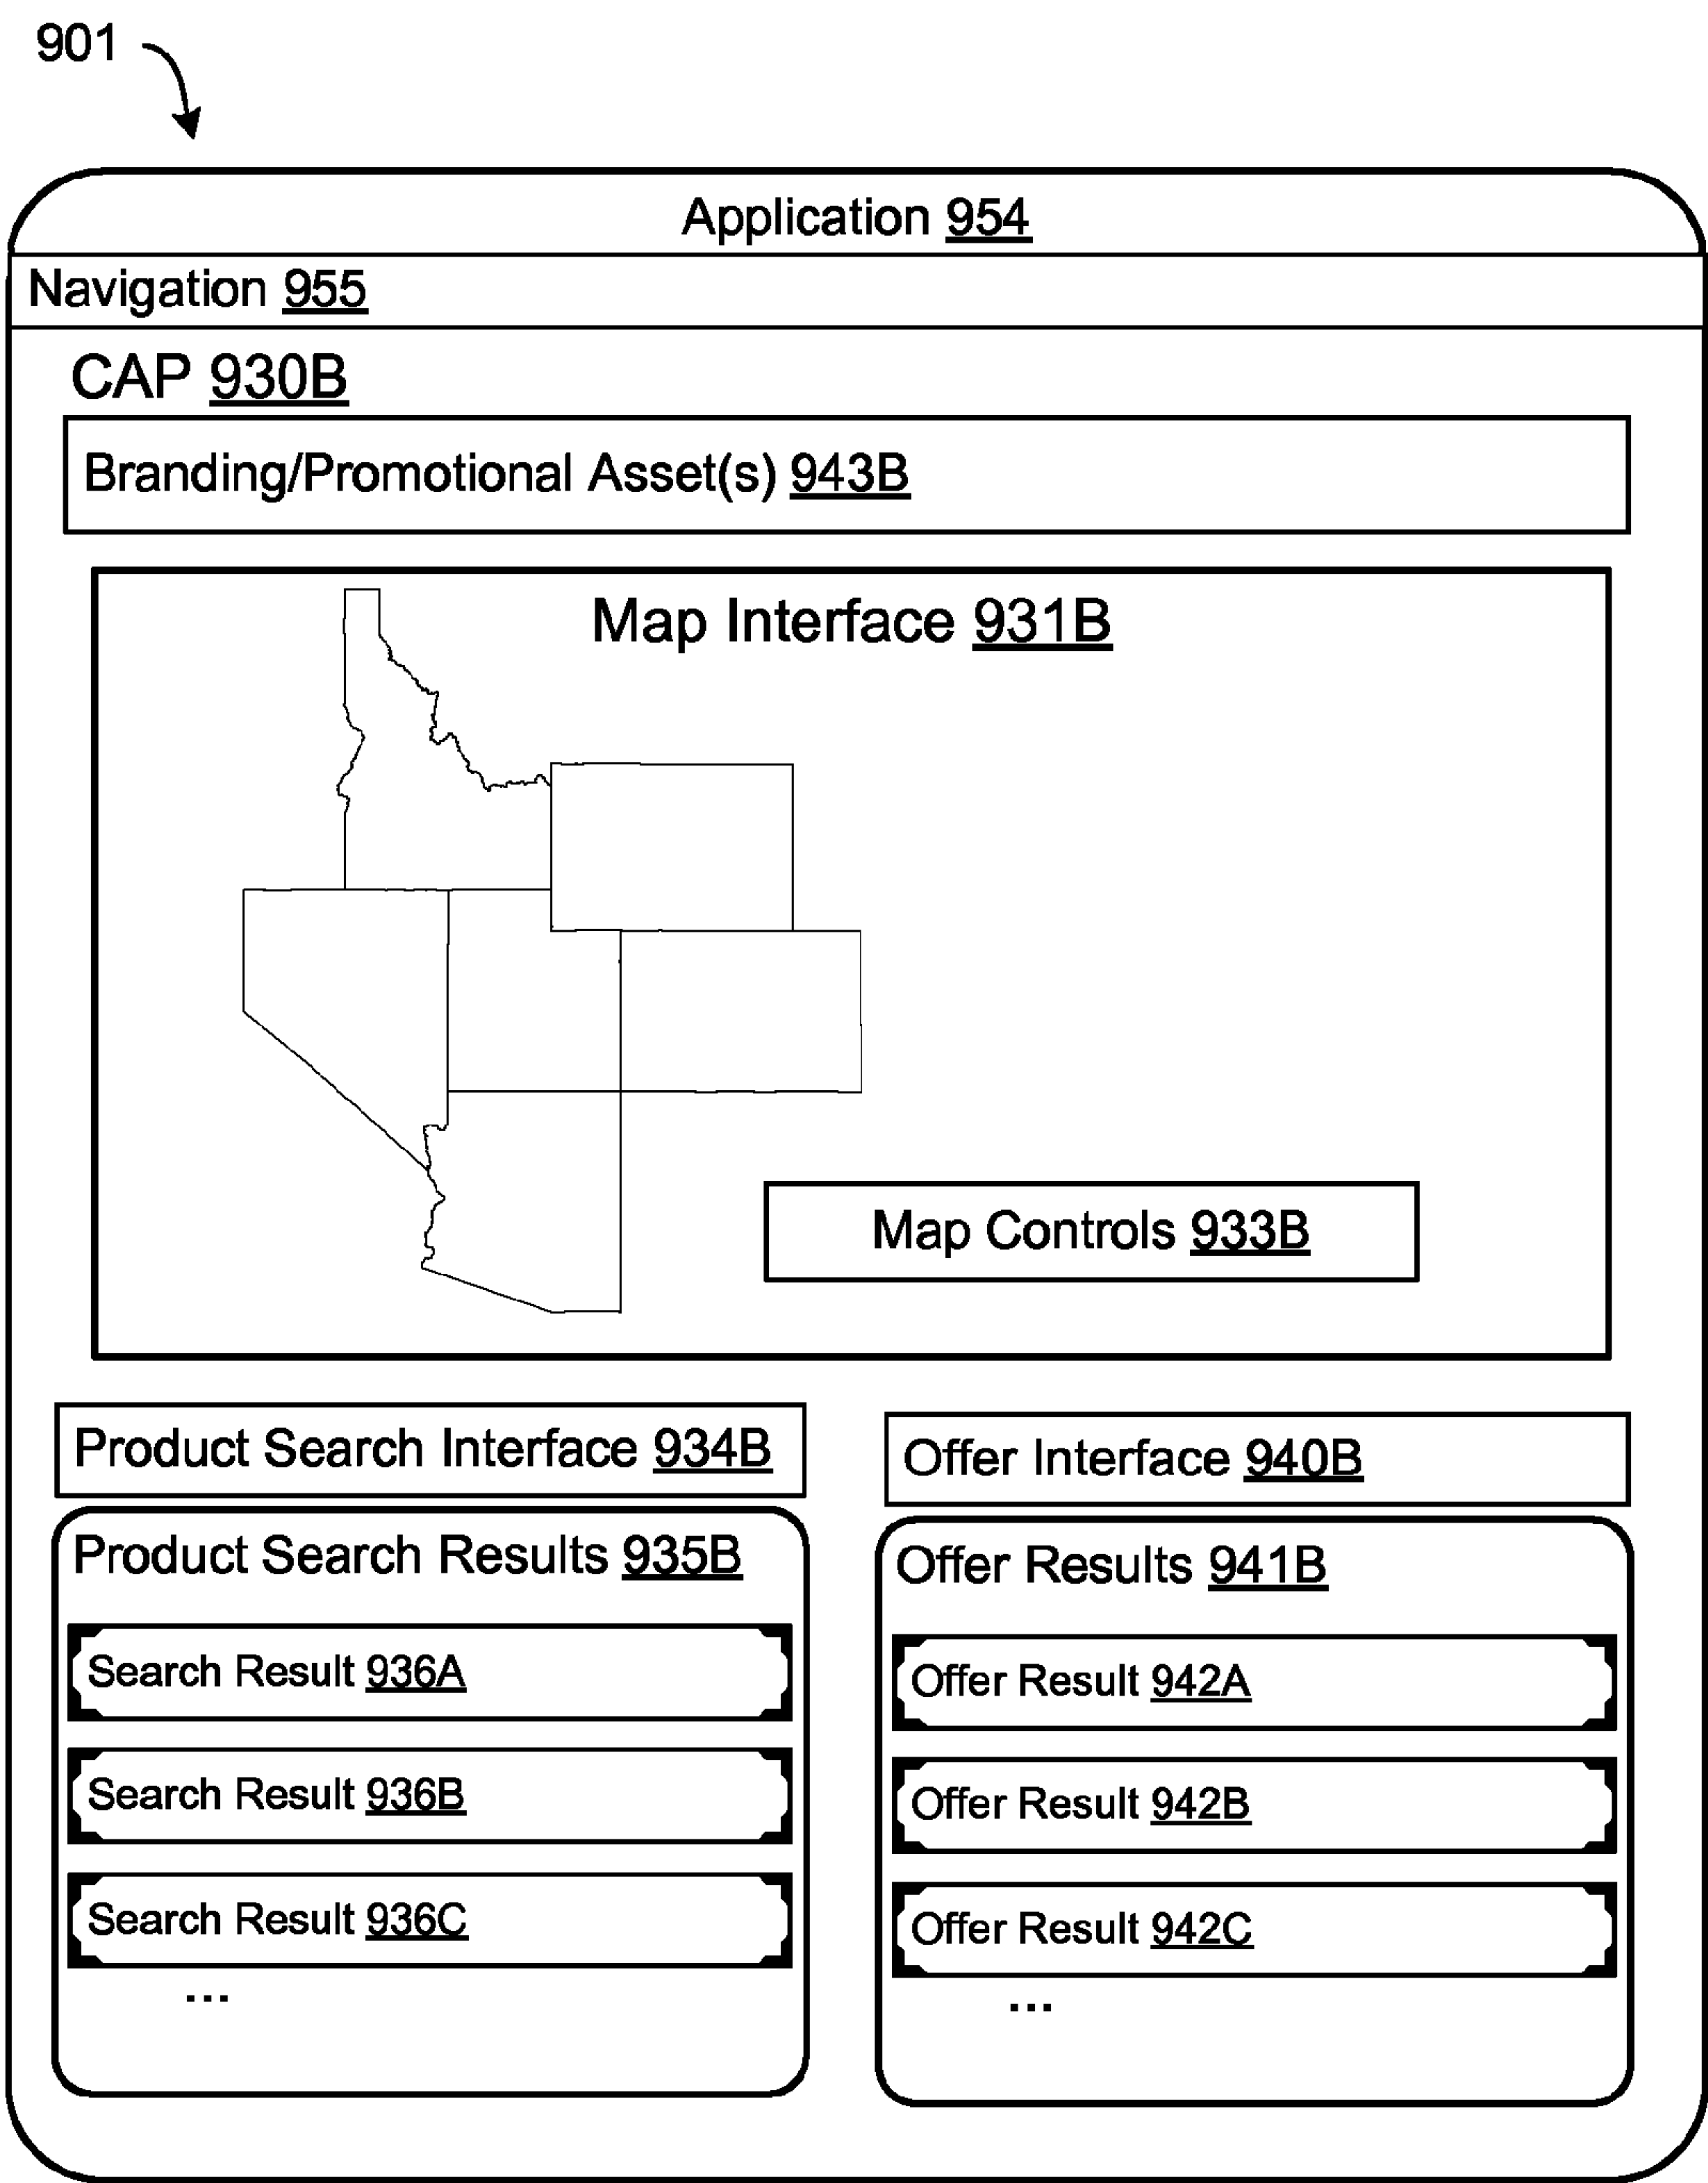 901
Application 954
Navigation 955
CAP 930B
Branding/Promotional Asset(s) 943B
Map Interface 931B
Map Controls 933B
Product Search Interface 934B
Product Search Results 935B
Search Result 936A
Search Result 936B
Search Result 936C
...
Offer Interface 940B
Offer Results 941B
Offer Result 942A
Offer Result 942B
Offer Result 942C
...